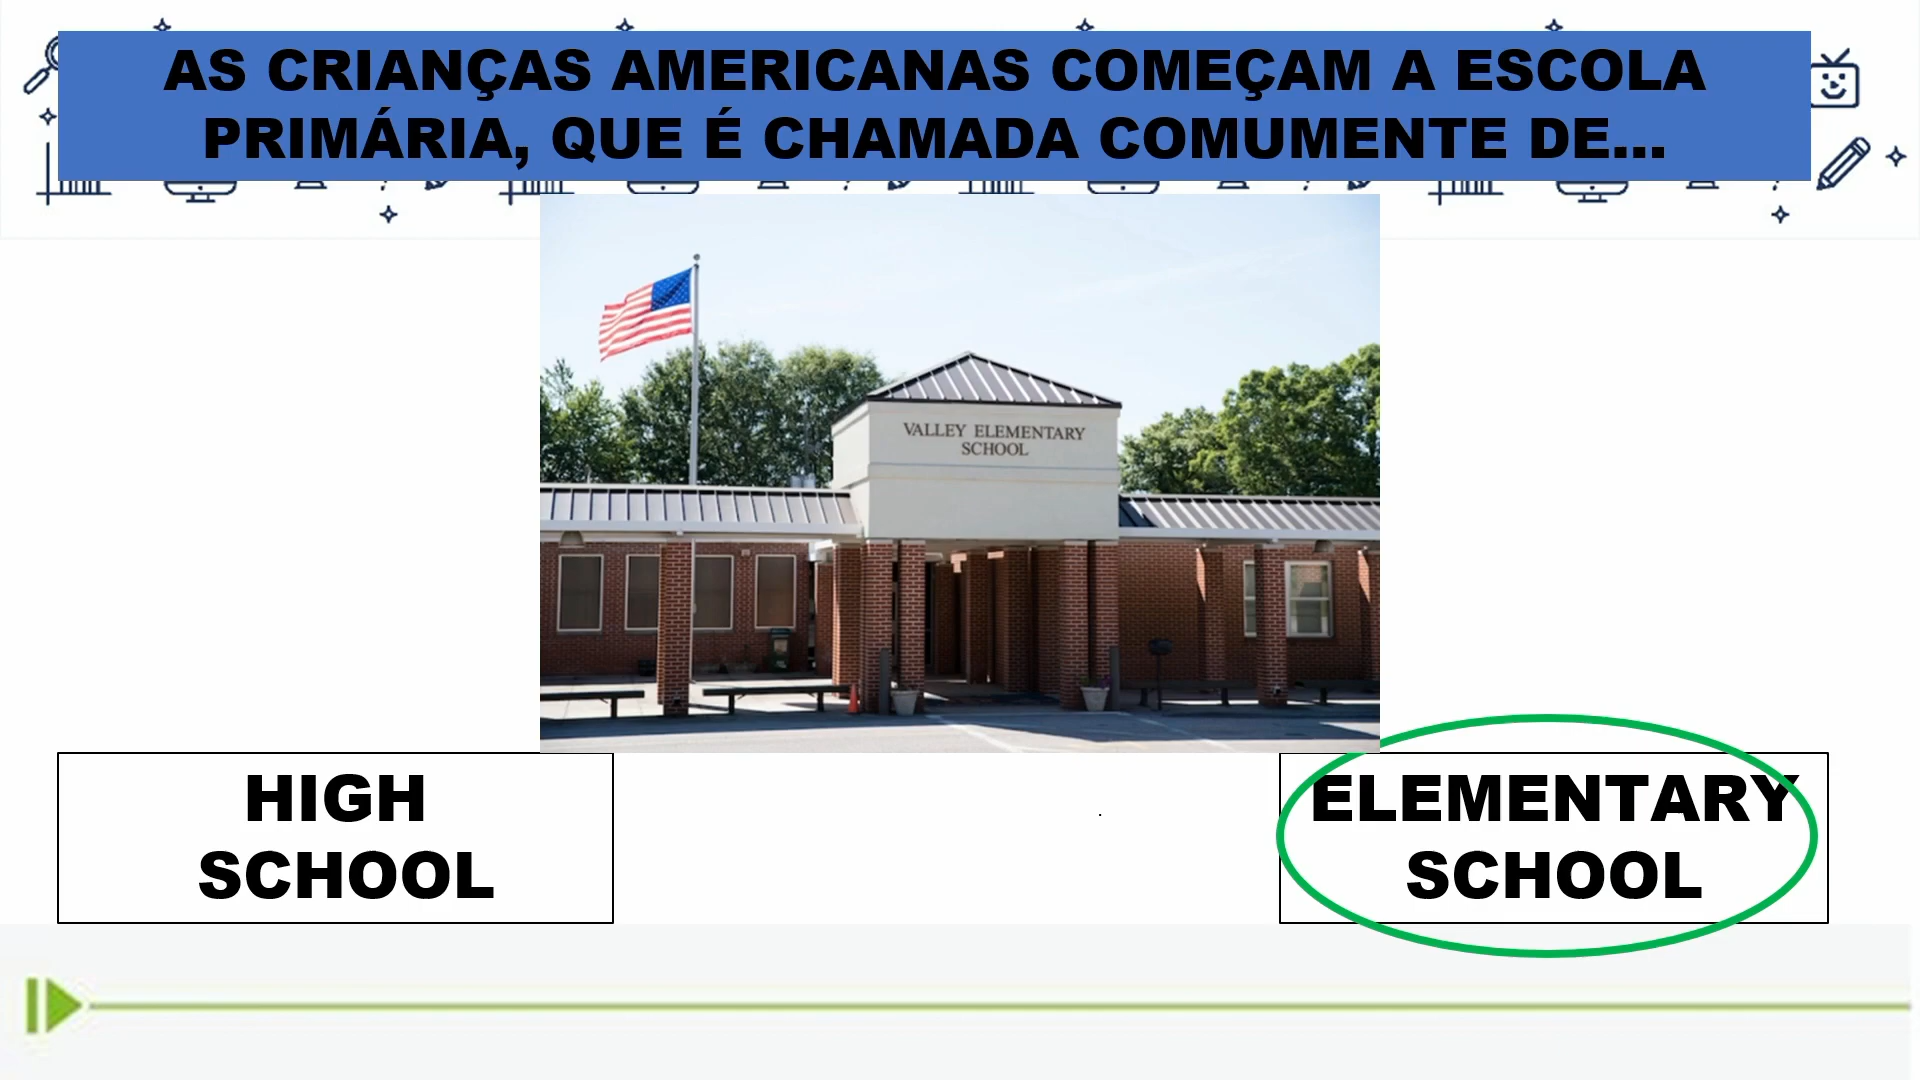 AS CRIANÇAS AMERICANAS COMEÇAM A ESCOLA
PRIMÁRIA, QUE É CHAMADA COMUMENTE DE...
VALLEY ELEMENTARY
SCHOOL
HIGH
SCHOOL
ELEMENTARY
SCHOOL